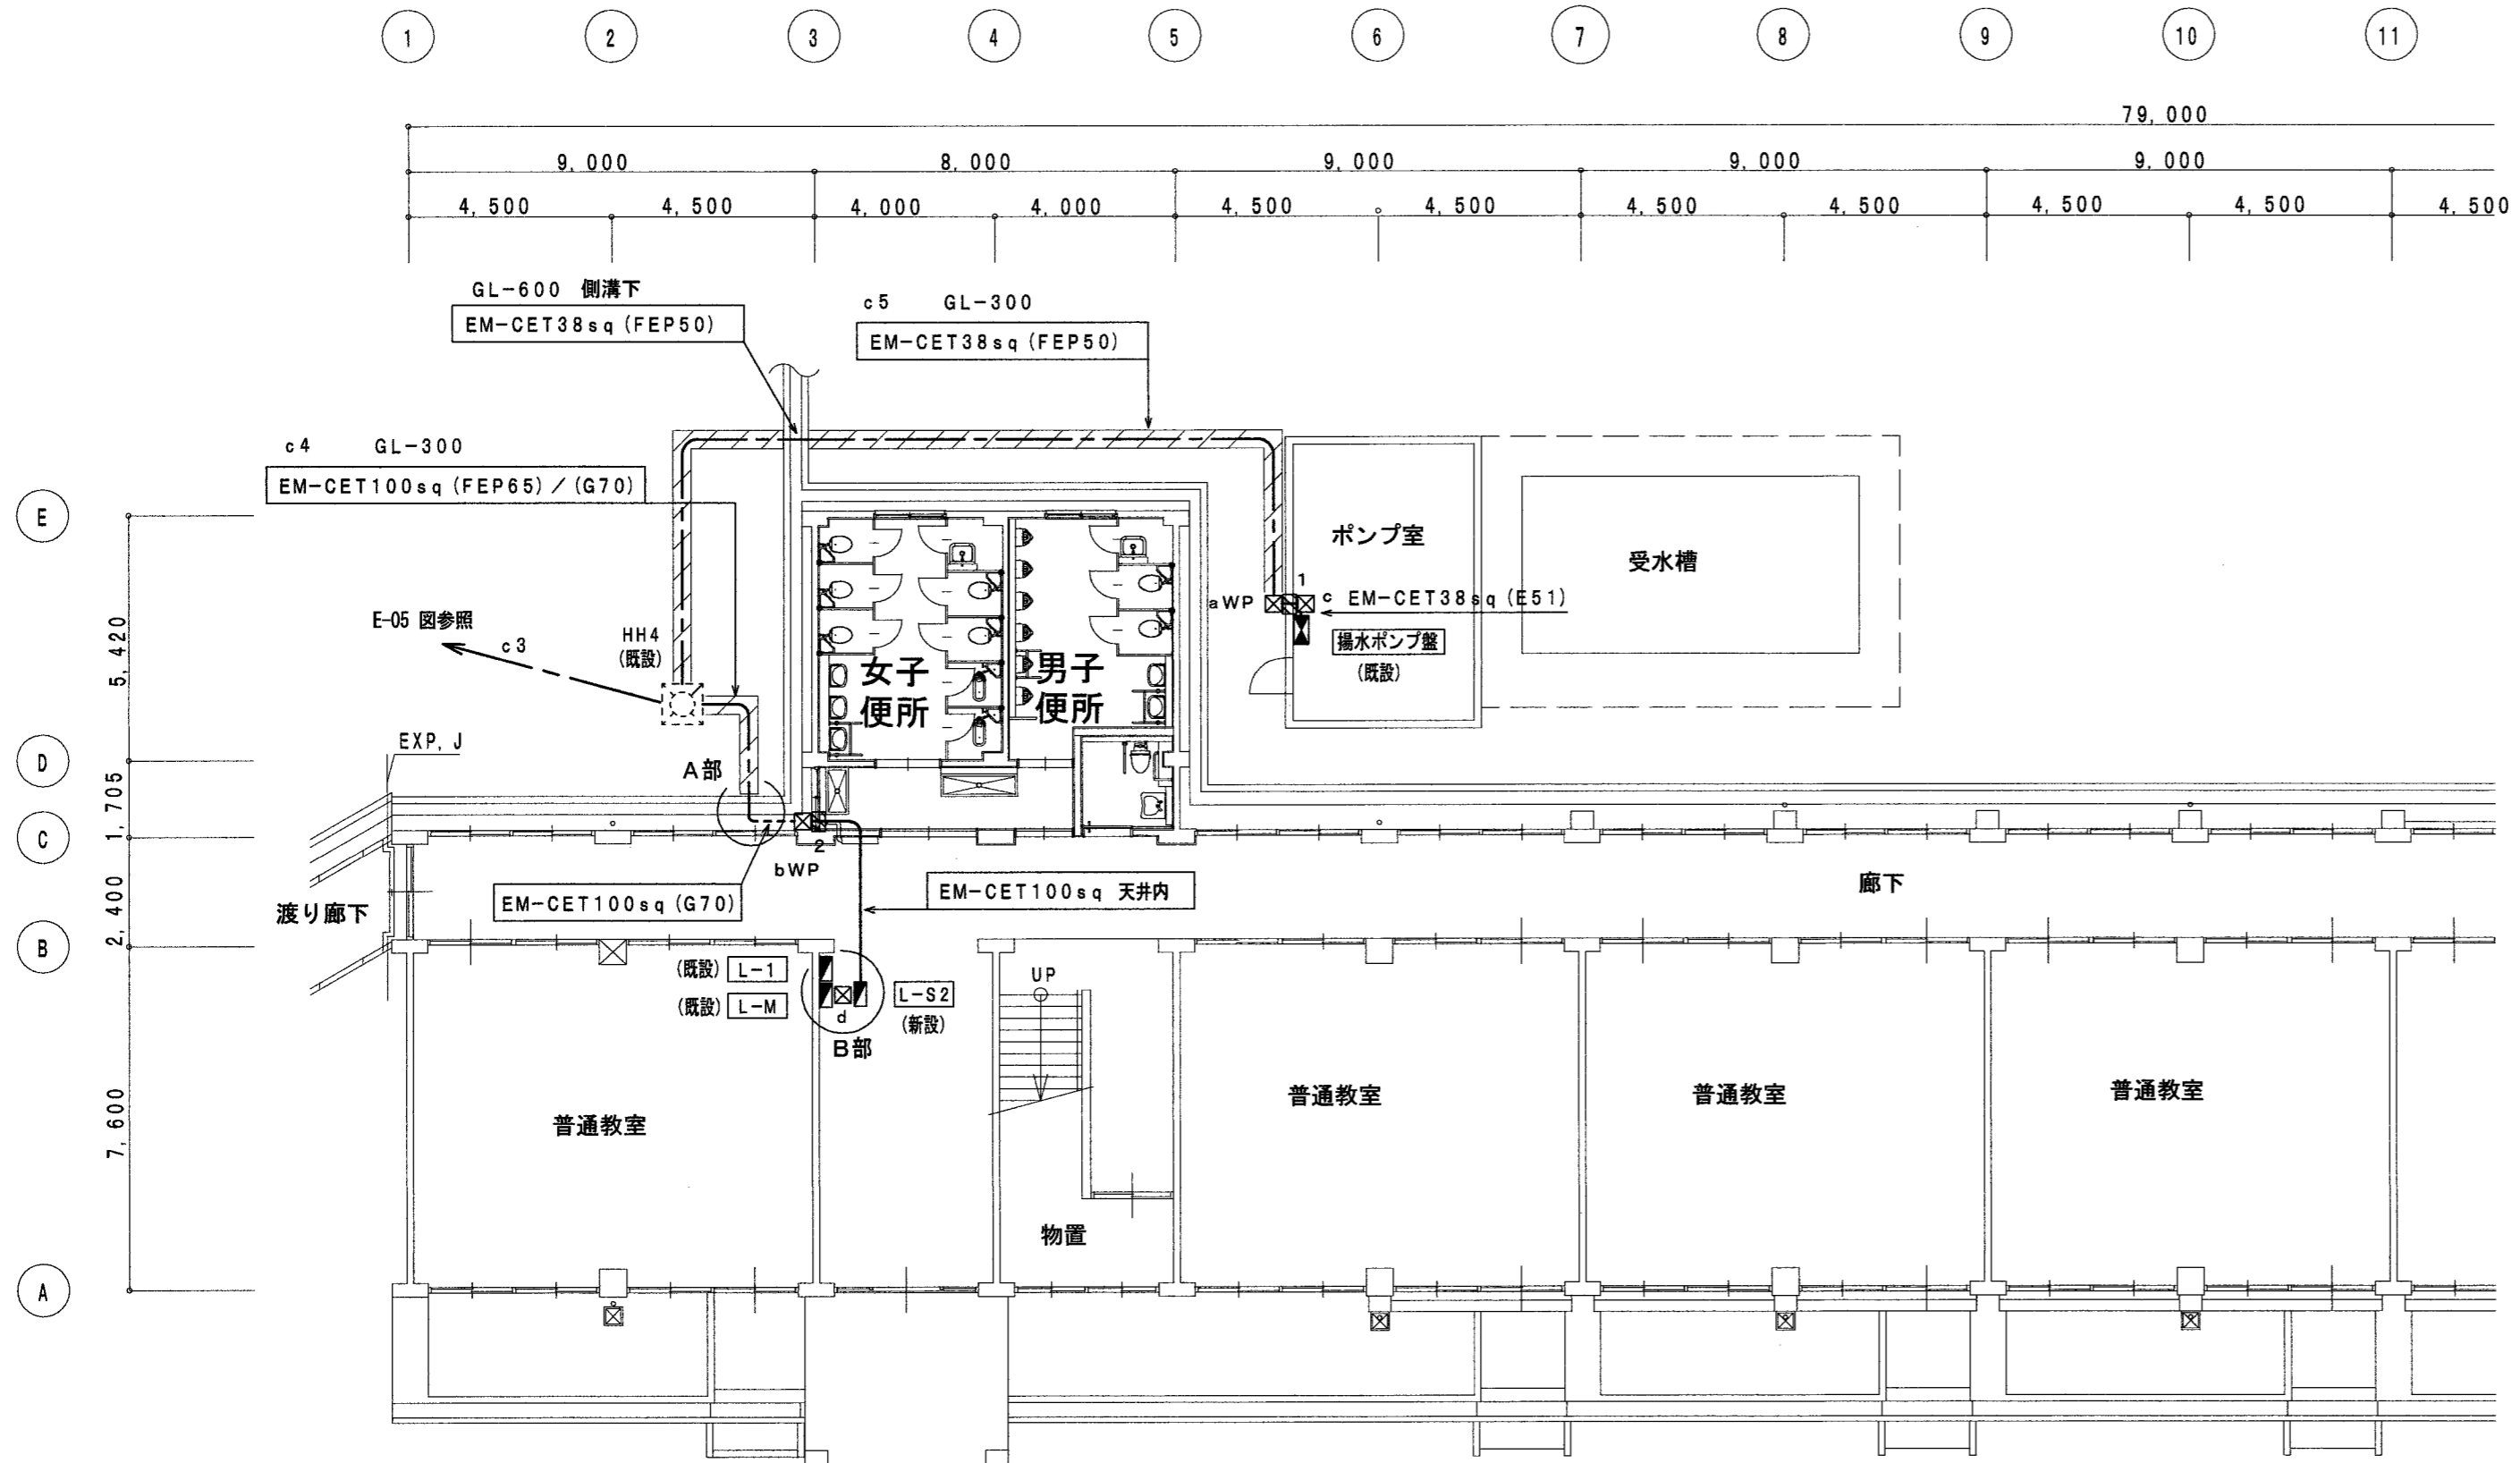 1 2 3 4 5 6 7 8 9 10 11
79,000
9,000 8,000 9,000 9,000 9,000
4,500 4,500 4,000 4,000 4,500 4,500 4,500 4,500 4,500 4,500 4,500
GL-600 側溝下
EM-CET38sq(FEP50)
c5 GL-300
EM-CET38sq(FEP50)
c4 GL-300
EM-CET100sq(FEP65)/(G70)
E
ポンプ室
受水槽
1
aWP
c EM-CET38sq(E51)
揚水ポンプ盤
(既設)
E-05 図参照
c3
HH4
(既設)
5,420
女子
便所
男子
便所
EXP,J
D
A部
1,705
1
C
2
bWP
EM-CET100sq(G70)
EM-CET100sq 天井内
廊下
渡り廊下
2,400
B
(既設) L-1
(既設) L-M
d
L-S2
(新設)
B部
UP
7,600
普通教室
普通教室
普通教室
普通教室
物置
A